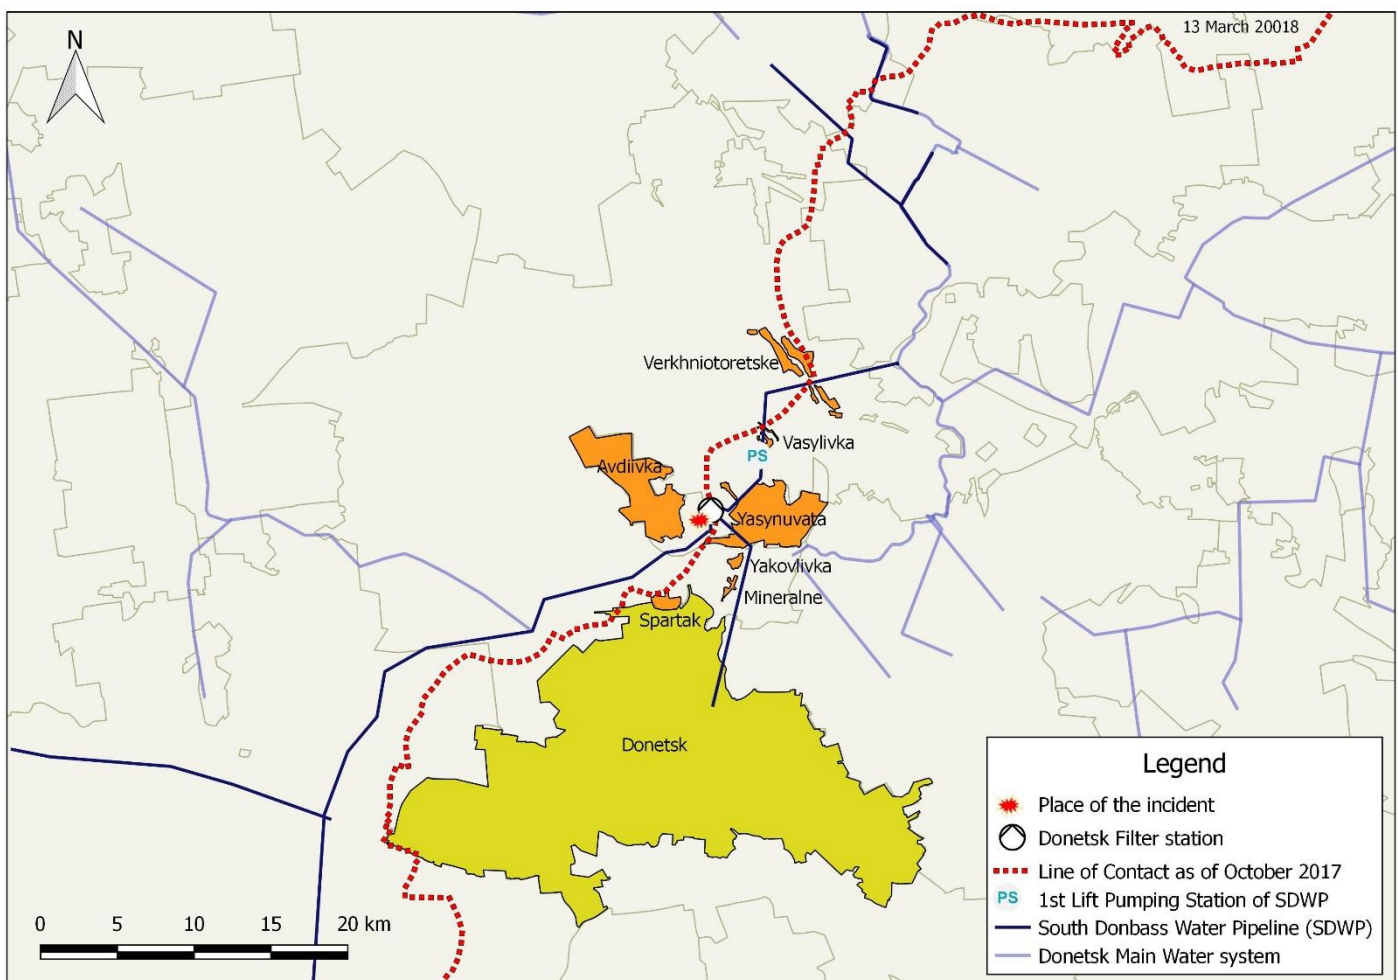 N
13 March 20018
Verkhniotoretske
Vasylivka
PS
Avdiivka
Yasynuvata
Yakovlivka
Mineralne
Spartak
Donetsk
Legend
Place of the incident
Donetsk Filter station
Line of Contact as of October 2017
PS 1st Lift Pumping Station of SDWP
South Donbass Water Pipeline (SDWP)
Donetsk Main Water system
0 5 10 15 20 km